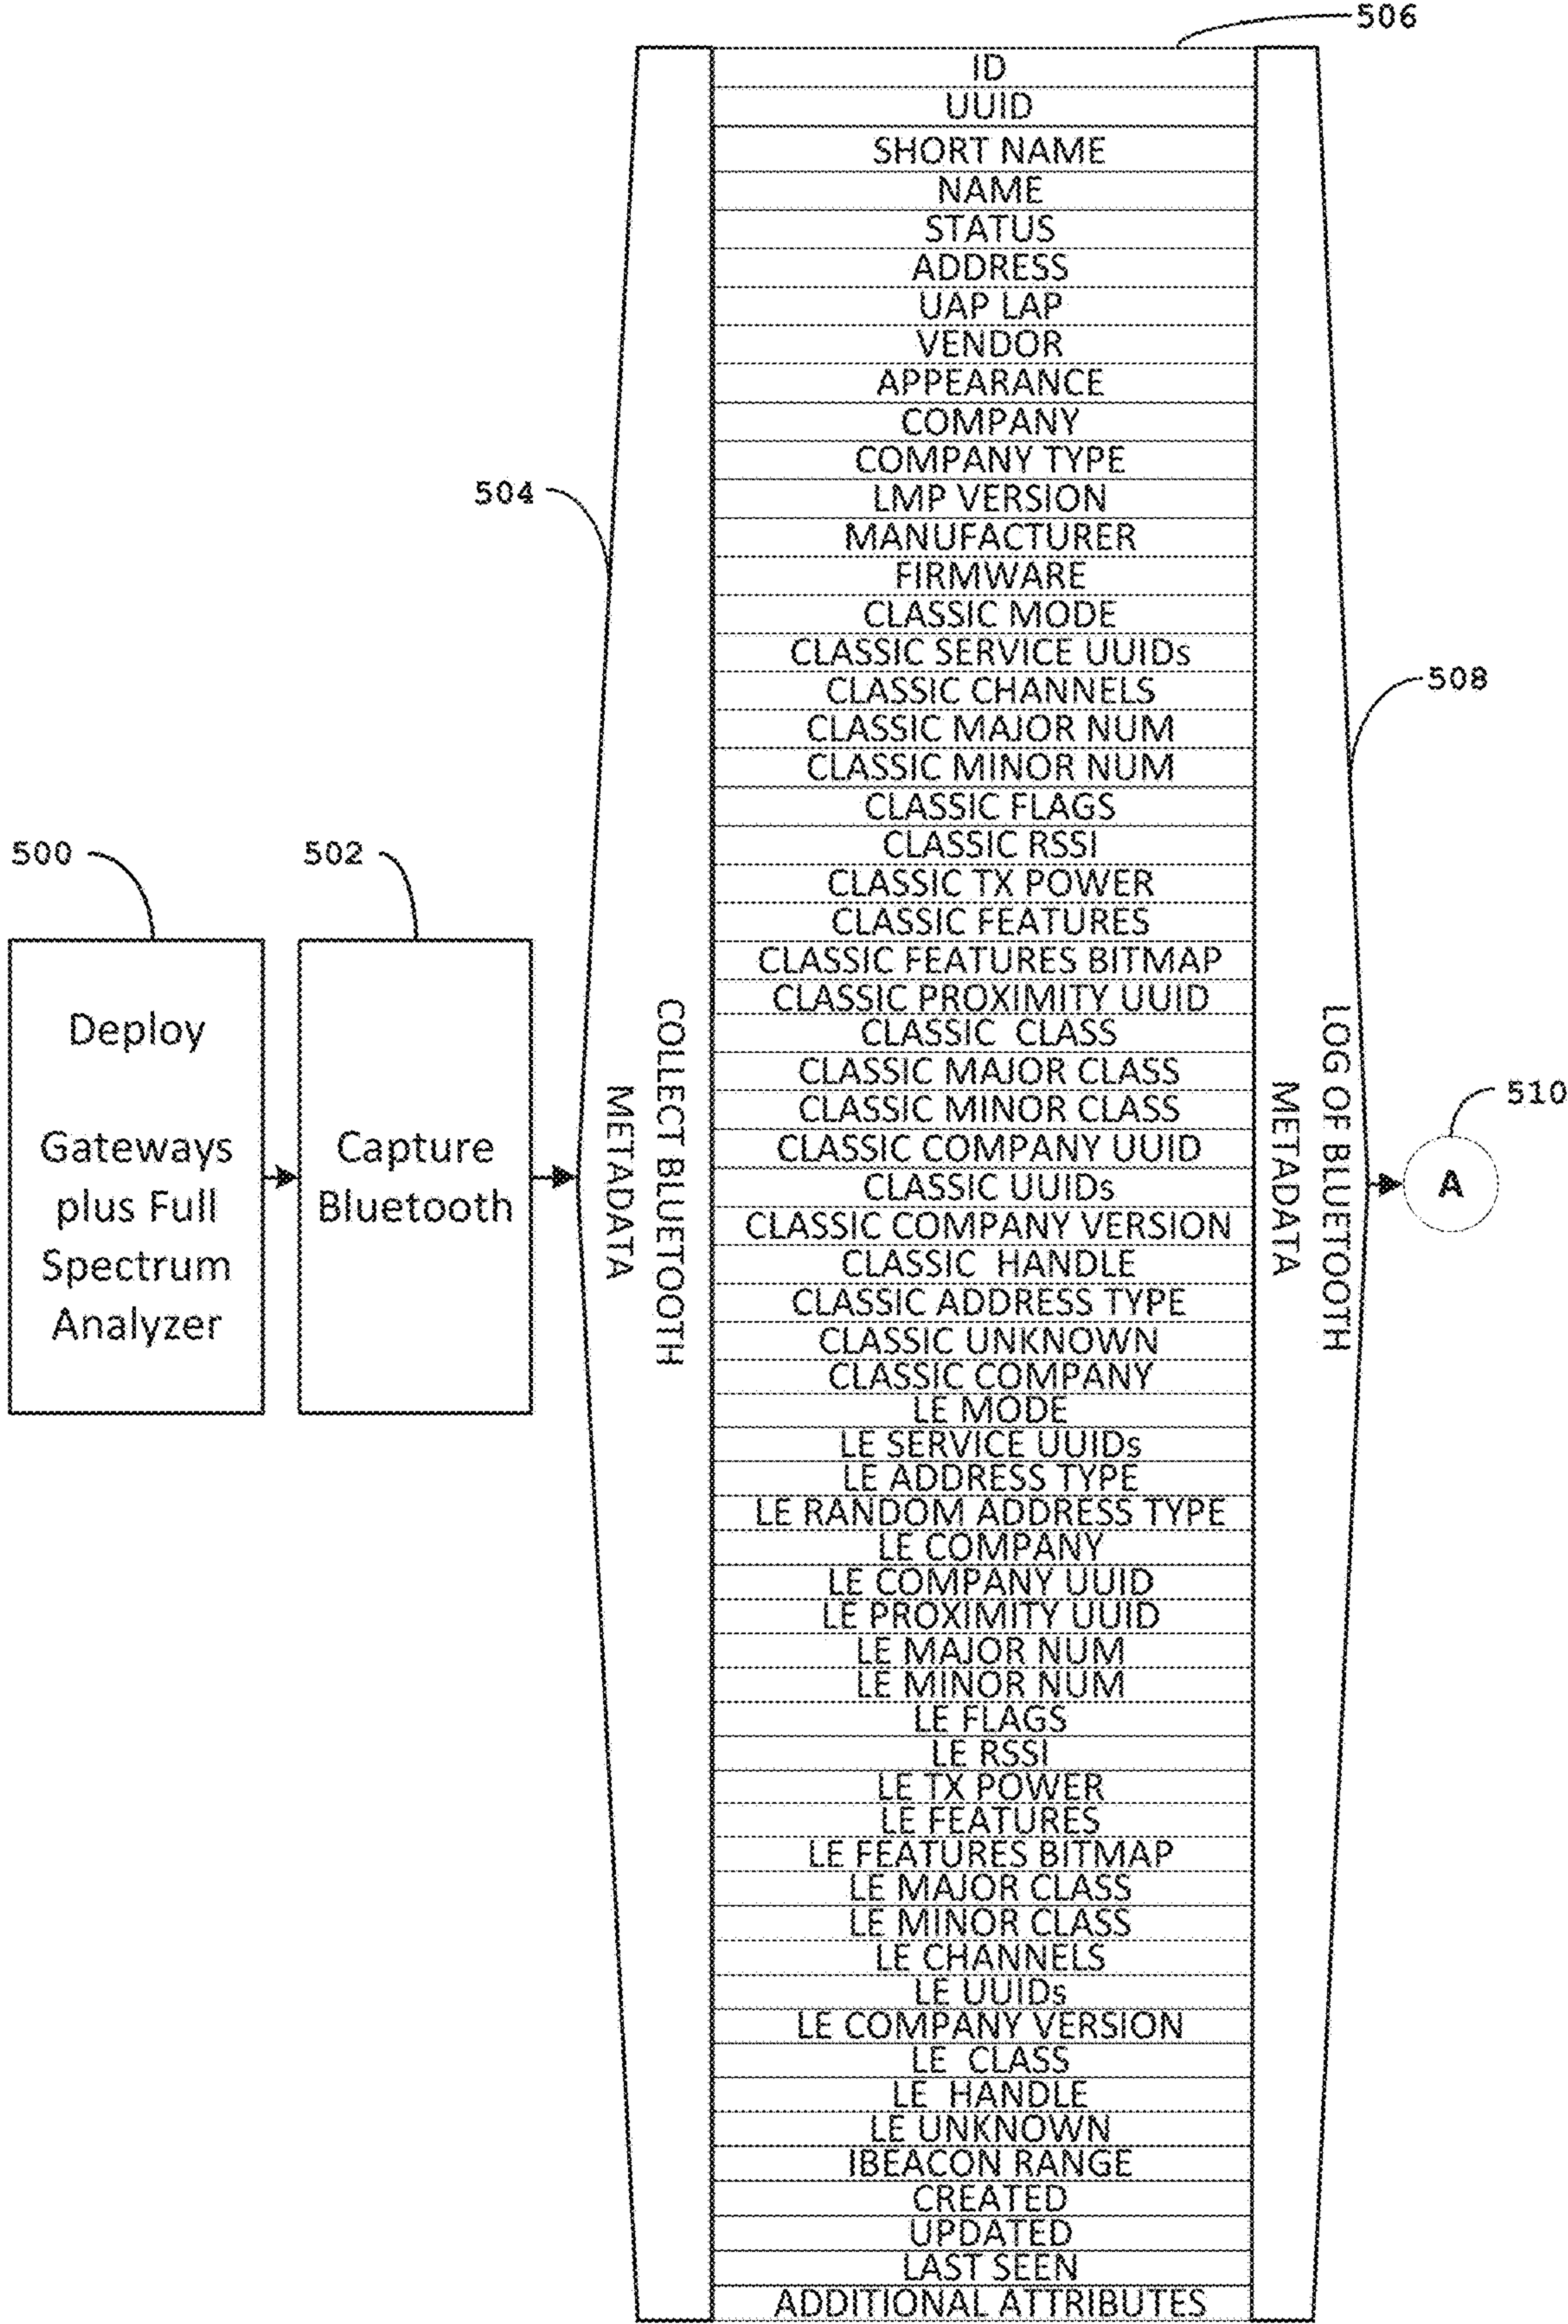 506
ID
UUID
SHORT NAME
NAME
STATUS
ADDRESS
UAP LAP
VENDOR
APPEARANCE
COMPANY
COMPANY TYPE
504
LMP VERSION
MANUFACTURER
FIRMWARE
CLASSIC MODE
CLASSIC SERVICE UUIDs
508
CLASSIC CHANNELS
CLASSIC MAJOR NUM
CLASSIC MINOR NUM
CLASSIC FLAGS
500
502
CLASSIC RSSI
CLASSIC TX POWER
CLASSIC FEATURES
CLASSIC FEATURES BITMAP
CLASSIC PROXIMITY UUID
CLASSIC CLASS
CLASSIC MAJOR CLASS
CLASSIC MINOR CLASS
CLASSIC COMPANY UUID
CLASSIC UUIDs
CLASSIC COMPANY VERSION
CLASSIC HANDLE
CLASSIC ADDRESS TYPE
CLASSIC UNKNOWN
CLASSIC COMPANY
LE MODE
LE SERVICE UUIDs
LE ADDRESS TYPE
LE RANDOM ADDRESS TYPE
LE COMPANY
LE COMPANY UUID
LE PROXIMITY UUID
LE MAJOR NUM
LE MINOR NUM
LE FLAGS
LE RSSI
LE TX POWER
LE FEATURES
LE FEATURES BITMAP
LE MAJOR CLASS
LE MINOR CLASS
LE CHANNELS
LE UUIDs
LE COMPANY VERSION
LE CLASS
LE HANDLE
LE UNKNOWN
IBEACON RANGE
CREATED
UPDATED
LAST SEEN
ADDITIONAL ATTRIBUTES
Deploy
Gateways
plus Full
Spectrum
Analyzer
Capture
Bluetooth
COLLECT BLUETOOTH
METADATA
LOG OF BLUETOOTH
METADATA
510
A